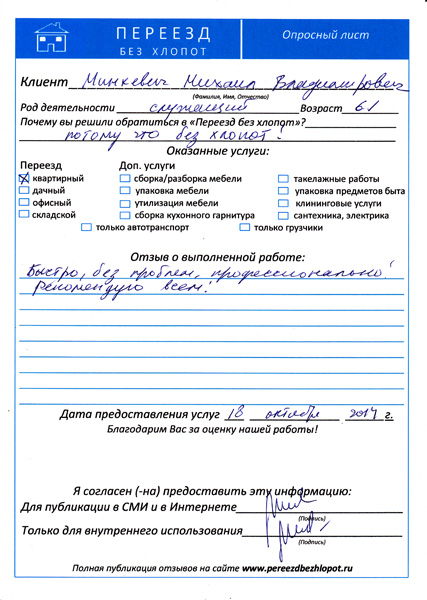 ПЕРЕЕЗД
БЕЗ ХЛОПОТ
Опросный лист
Клиент Минкевич Михаил Владимирович
(Фамилия, Имя, Отчество)
Род деятельности служащий Возраст 61
Почему вы решили обратиться в «Переезд без хлопот»?
потому что без хлопот!
Оказанные услуги:
Переезд Доп. услуги
квартирный сборка/разборка мебели такелажные работы
дачный упаковка мебели упаковка предметов быта
офисный утилизация мебели клининговые услуги
складской сборка кухонного гарнитура сантехника, электрика
только автотранспорт только грузчики
Отзыв о выполненной работе:
Быстро, без проблем, профессионально!
Рекомендую всем!
Дата предоставления услуг 18 октября 2014 г.
Благодарим Вас за оценку нашей работы!
Я согласен (-на) предоставить эту информацию:
Для публикации в СМИ и в Интернете
(Подпись)
Только для внутреннего использования
(Подпись)
Полная публикация отзывов на сайте www.pereezdbezhlopot.ru